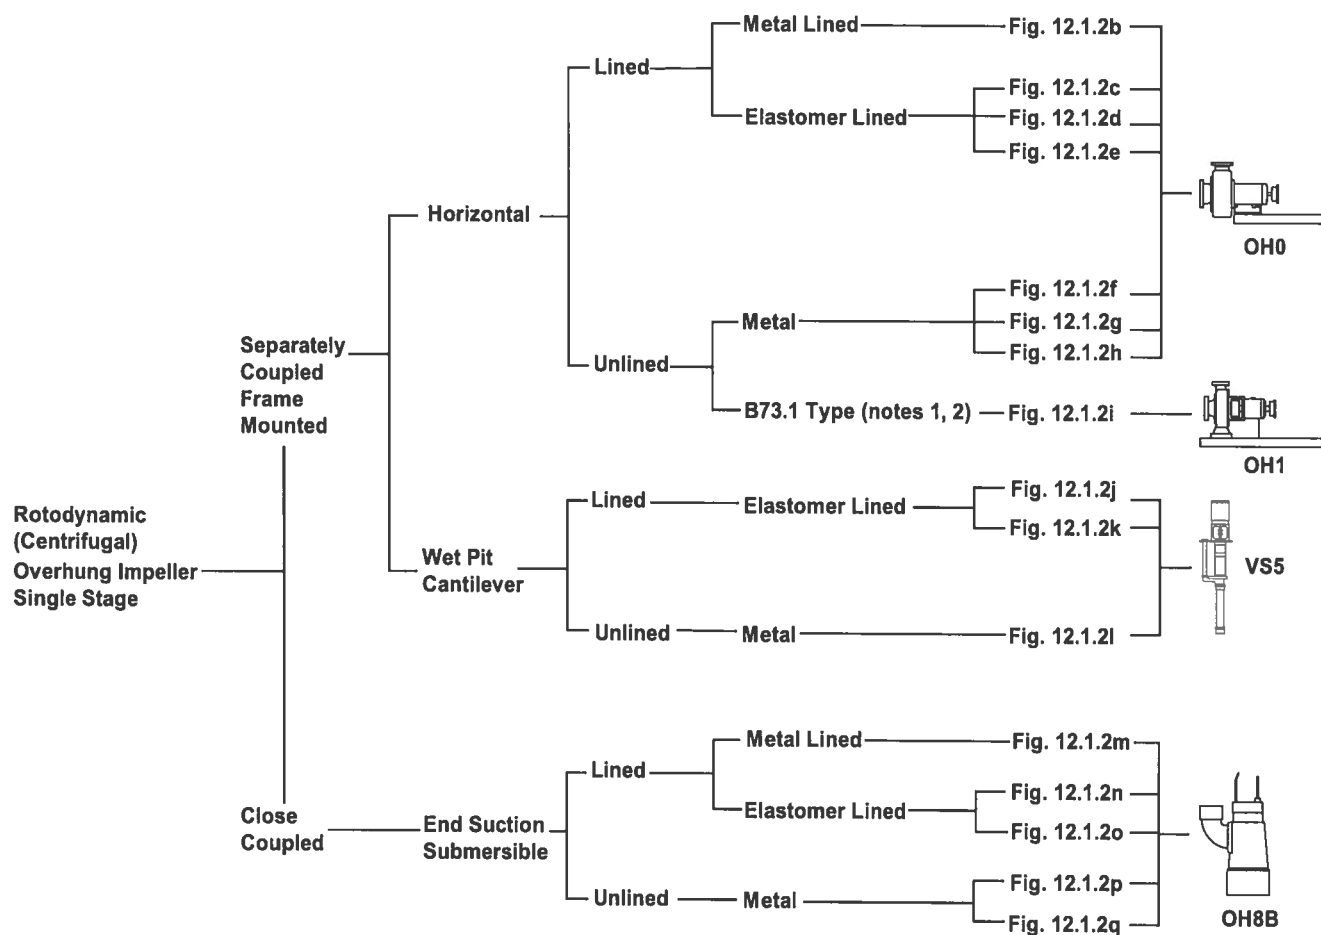 Rotodynamic
(Centrifugal)
Overhung Impeller
Single Stage
Separately
Coupled
Frame
Mounted
Horizontal
Lined
Metal Lined
Fig. 12.1.2b
Elastomer Lined
Fig. 12.1.2c
Fig. 12.1.2d
Fig. 12.1.2e
OH0
Unlined
Metal
Fig. 12.1.2f
Fig. 12.1.2g
Fig. 12.1.2h
B73.1 Type (notes 1, 2)
Fig. 12.1.2i
OH1
Wet Pit
Cantilever
Lined
Elastomer Lined
Fig. 12.1.2j
Fig. 12.1.2k
VS5
Unlined
Metal
Fig. 12.1.2l
Close
Coupled
End Suction
Submersible
Lined
Metal Lined
Fig. 12.1.2m
Elastomer Lined
Fig. 12.1.2n
Fig. 12.1.2o
Unlined
Metal
Fig. 12.1.2p
Fig. 12.1.2q
OH8B